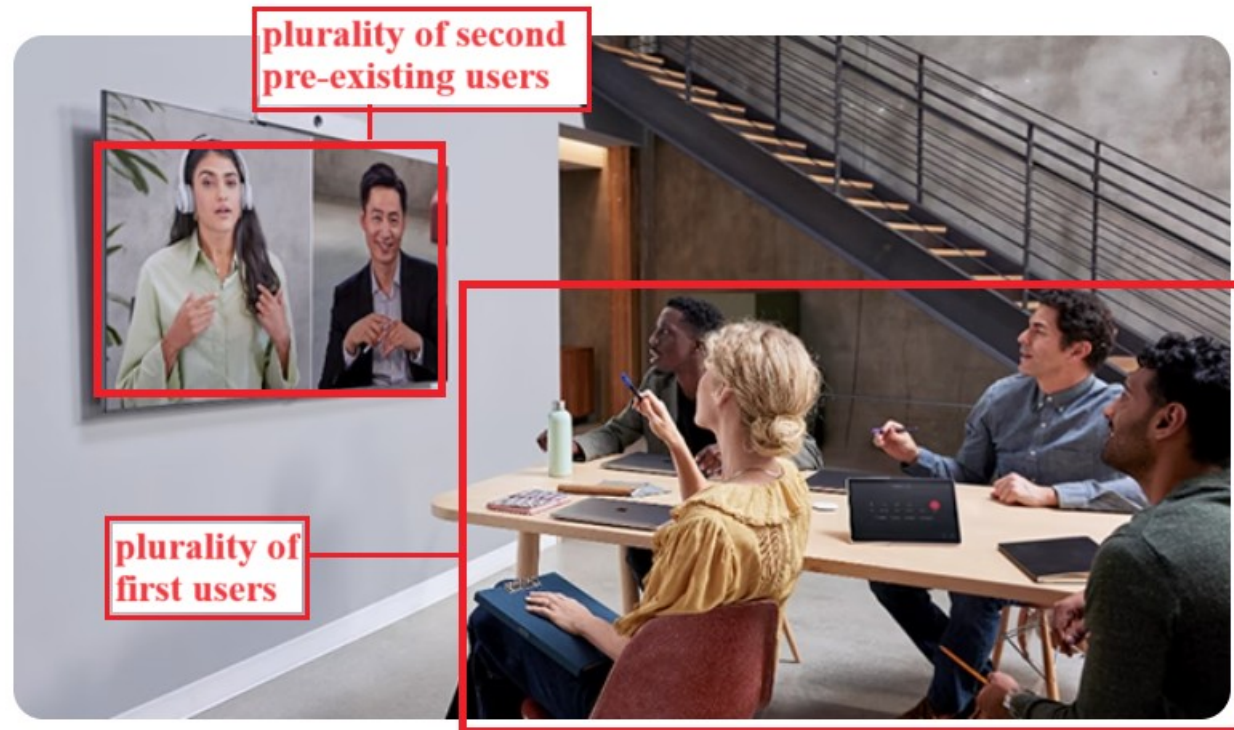 plurality of second
pre-existing users
plurality of
first users